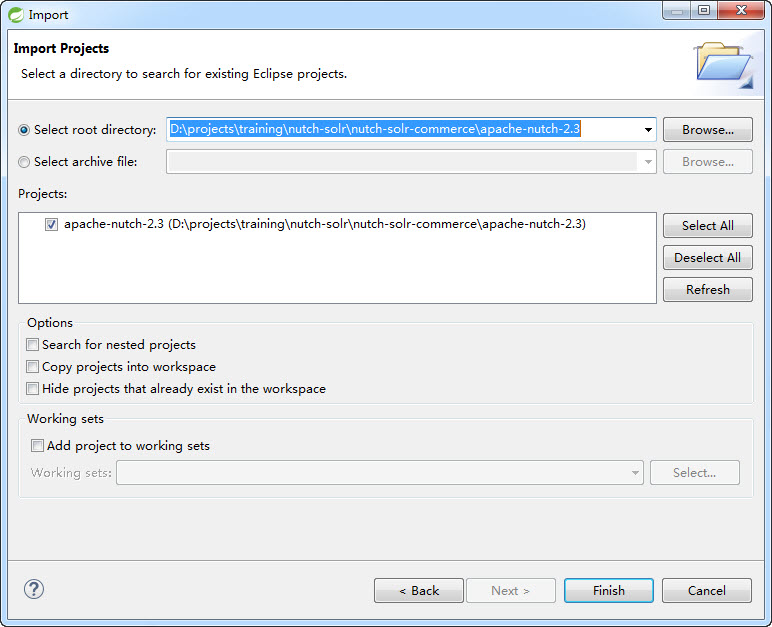 Import
Import Projects
Select a directory to search for existing Eclipse projects.
Select root directory: D:\projects\training\nutch-solr\nutch-solr-commerce\apache-nutch-2.3 Browse...
Select archive file: Browse...
Projects:
apache-nutch-2.3 (D:\projects\training\nutch-solr\nutch-solr-commerce\apache-nutch-2.3)
Select All
Deselect All
Refresh
Options
Search for nested projects
Copy projects into workspace
Hide projects that already exist in the workspace
Working sets
Add project to working sets
Working sets: Select...
? < Back Next > Finish Cancel